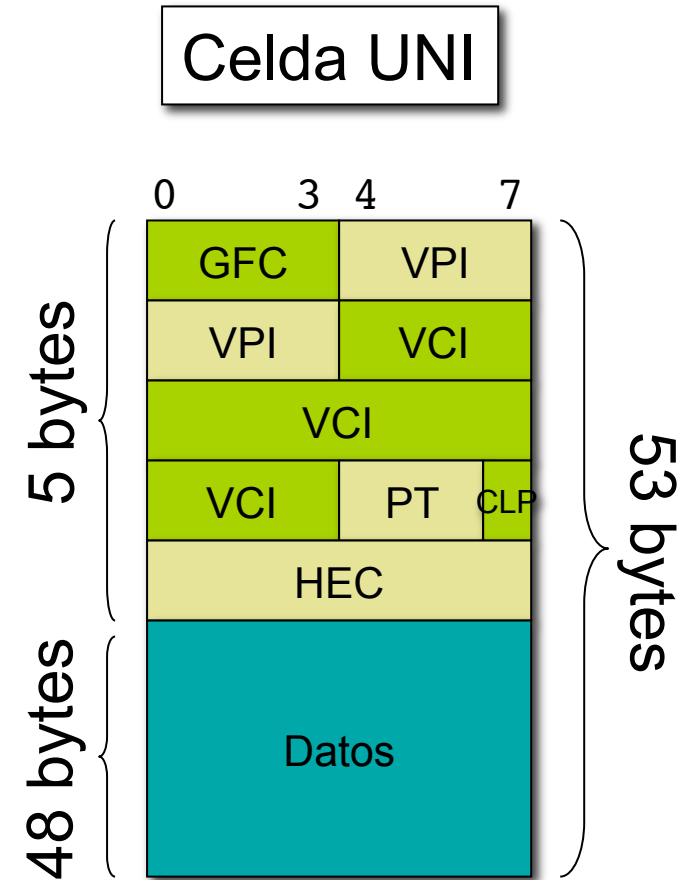 Celda UNI
0 3 4 7
GFC VPI
VPI VCI
VCI
VCI PT CLP
HEC
Datos
5 bytes
48 bytes
53 bytes